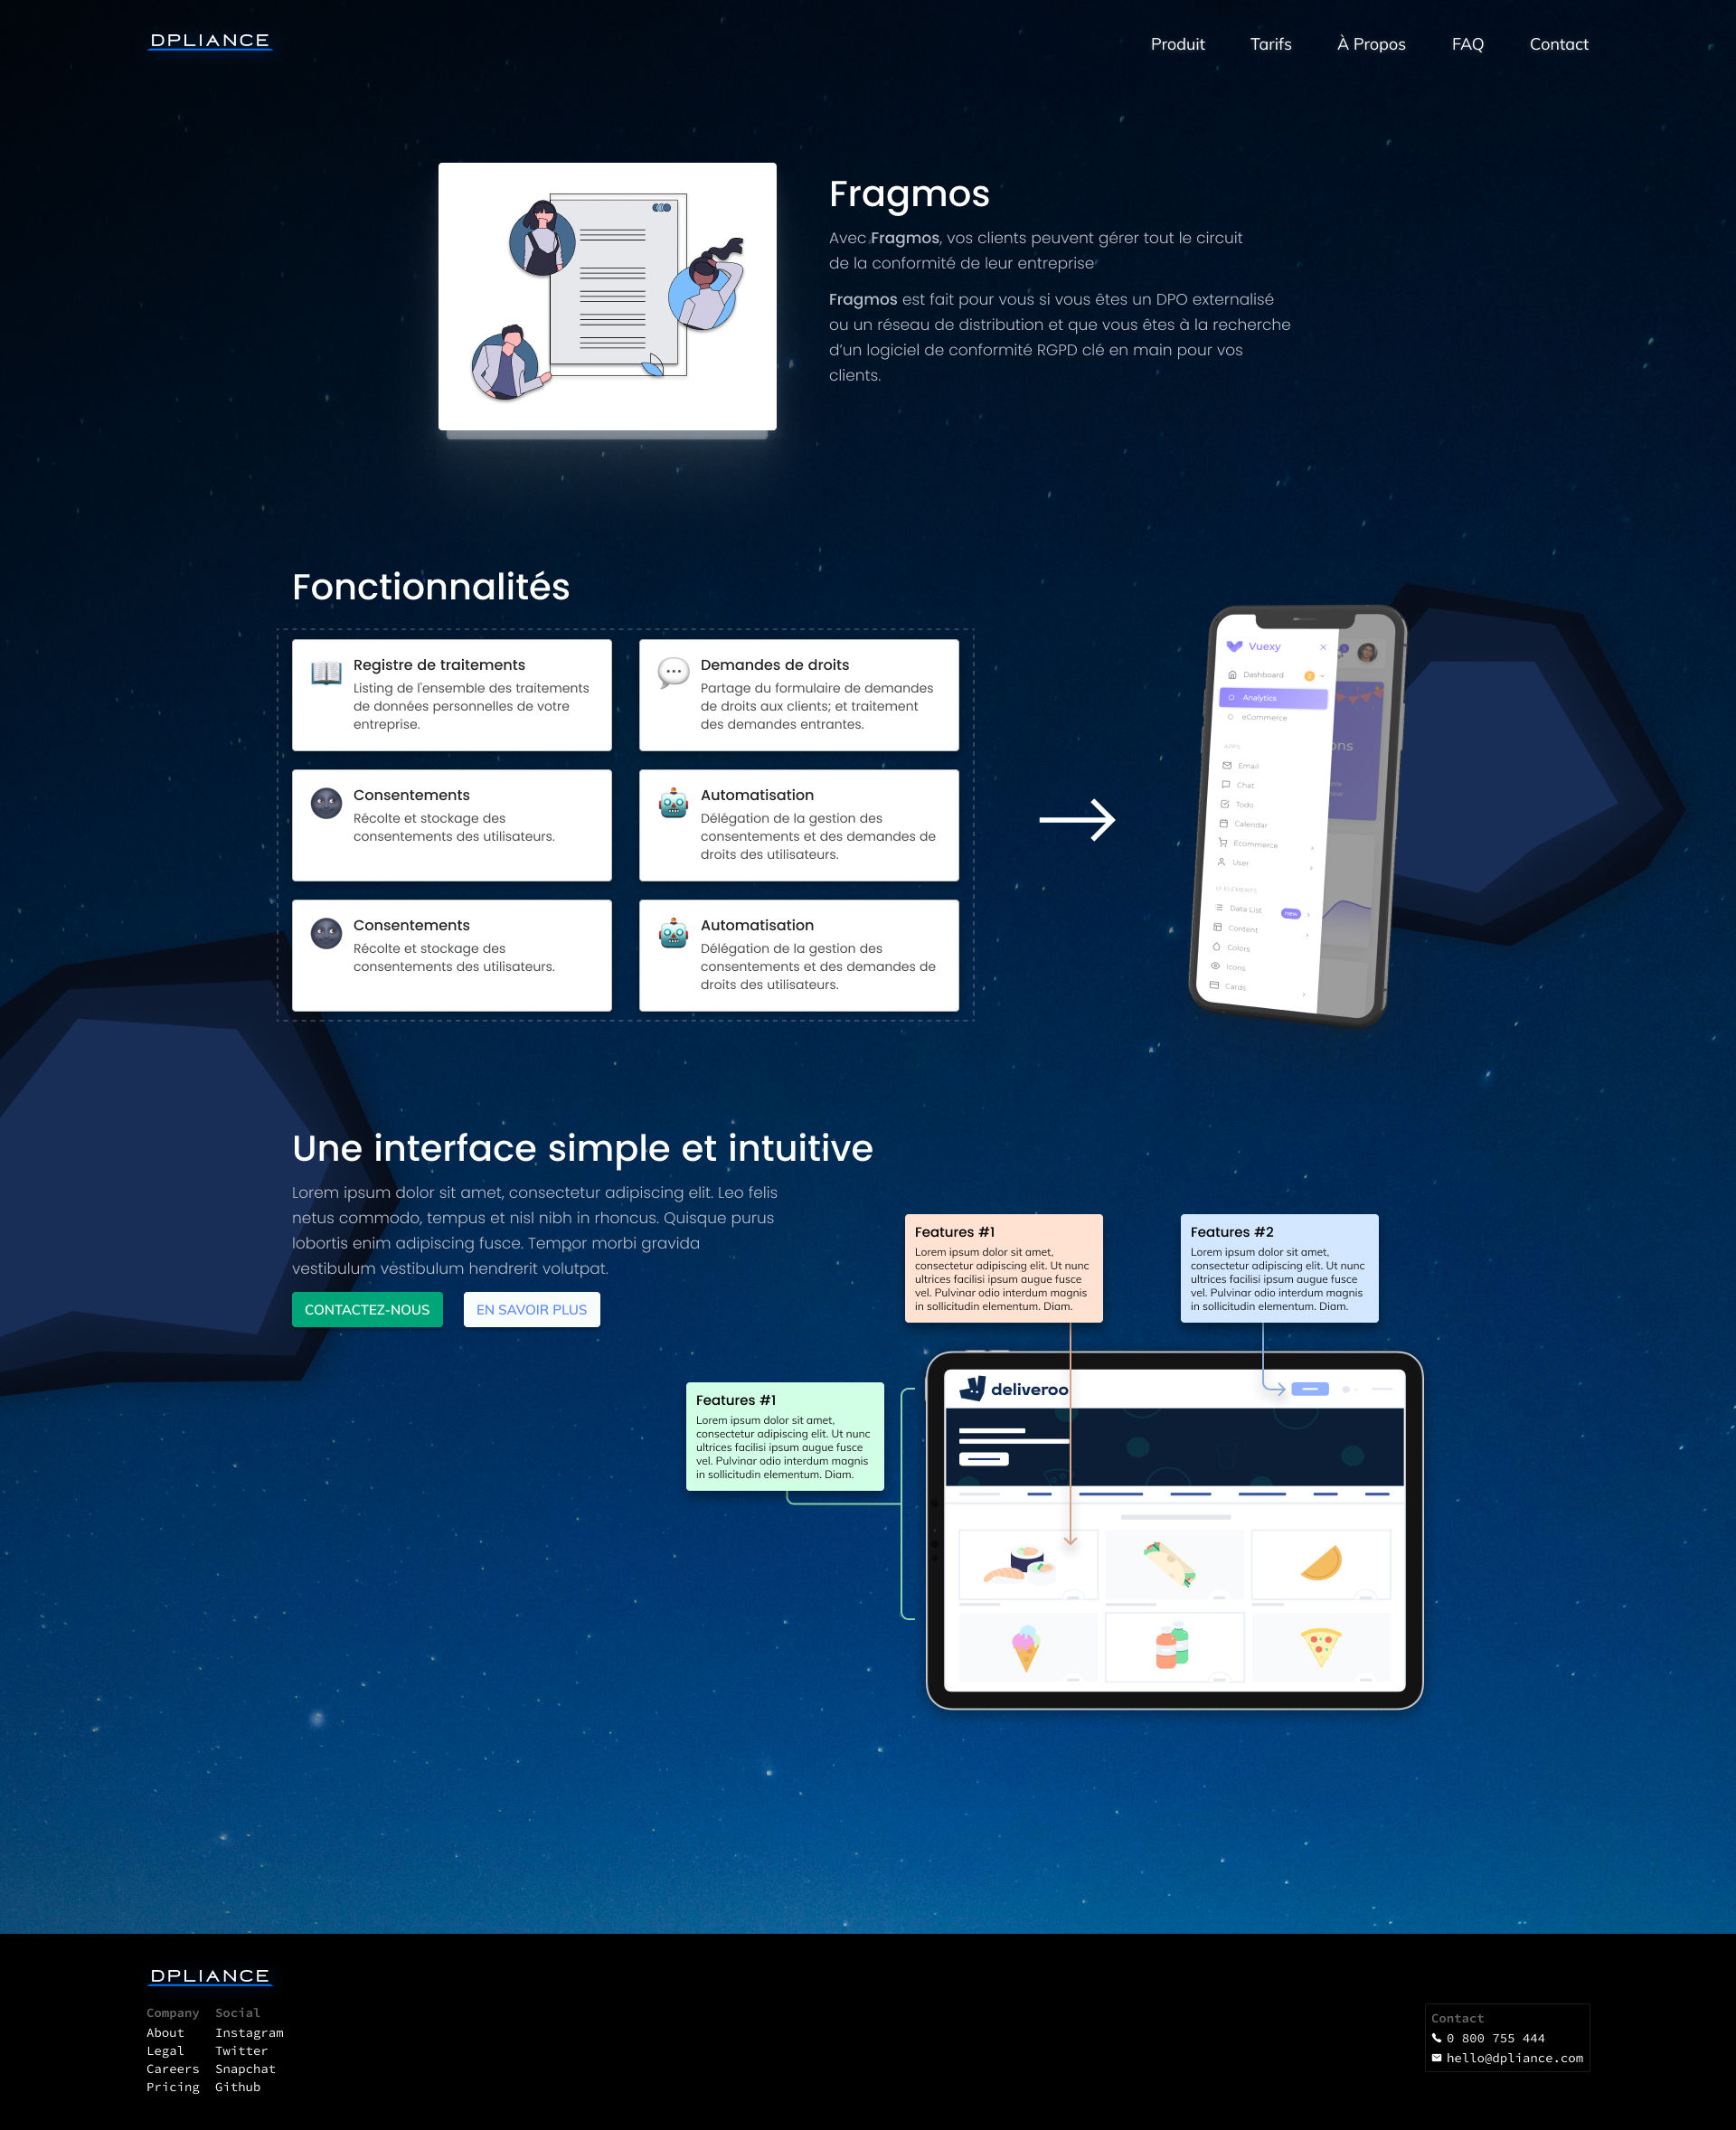 DPLIANCE
Produit
Tarifs
À Propos
FAQ
Contact
Fragmos
Avec Fragmos, vos clients peuvent gérer tout le circuit
de la conformité de leur entreprise
Fragmos est fait pour vous si vous êtes un DPO externalisé
ou un réseau de distribution et que vous êtes à la recherche
d'un logiciel de conformité RGPD clé en main pour vos
clients.
Fonctionnalités
Registre de traitements
Listing de l'ensemble des traitements
de données personnelles de votre
entreprise.
Demandes de droits
Partage du formulaire de demandes
de droits aux clients; et traitement
des demandes entrantes.
Consentements
Récolte et stockage des
consentements des utilisateurs.
Automatisation
Délégation de la gestion des
consentements et des demandes de
droits des utilisateurs.
Consentements
Récolte et stockage des
consentements des utilisateurs.
Automatisation
Délégation de la gestion des
consentements et des demandes de
droits des utilisateurs.
Vuexy
Dashboard
Analytics
eCommerce
APPS
Email
Chat
Todo
Calendar
Ecommerce
User
UI ELEMENTS
Data List
new
Content
Colors
Icons
Cards
Une interface simple et intuitive
Lorem ipsum dolor sit amet, consectetur adipiscing elit. Leo felis
netus commodo, tempus et nisl nibh in rhoncus. Quisque purus
lobortis enim adipiscing fusce. Tempor morbi gravida
vestibulum vestibulum hendrerit volutpat.
CONTACTEZ-NOUS
EN SAVOIR PLUS
Features #1
Lorem ipsum dolor sit amet,
consectetur adipiscing elit. Ut nunc
ultrices facilisi ipsum augue fusce
vel. Pulvinar odio interdum magnis
in sollicitudin elementum. Diam.
Features #2
Lorem ipsum dolor sit amet,
consectetur adipiscing elit. Ut nunc
ultrices facilisi ipsum augue fusce
vel. Pulvinar odio interdum magnis
in sollicitudin elementum. Diam.
Features #1
Lorem ipsum dolor sit amet,
consectetur adipiscing elit. Ut nunc
ultrices facilisi ipsum augue fusce
vel. Pulvinar odio interdum magnis
in sollicitudin elementum. Diam.
deliveroo
DPLIANCE
Company
About
Legal
Careers
Pricing
Social
Instagram
Twitter
Snapchat
Github
Contact
0 800 755 444
hello@dpliance.com